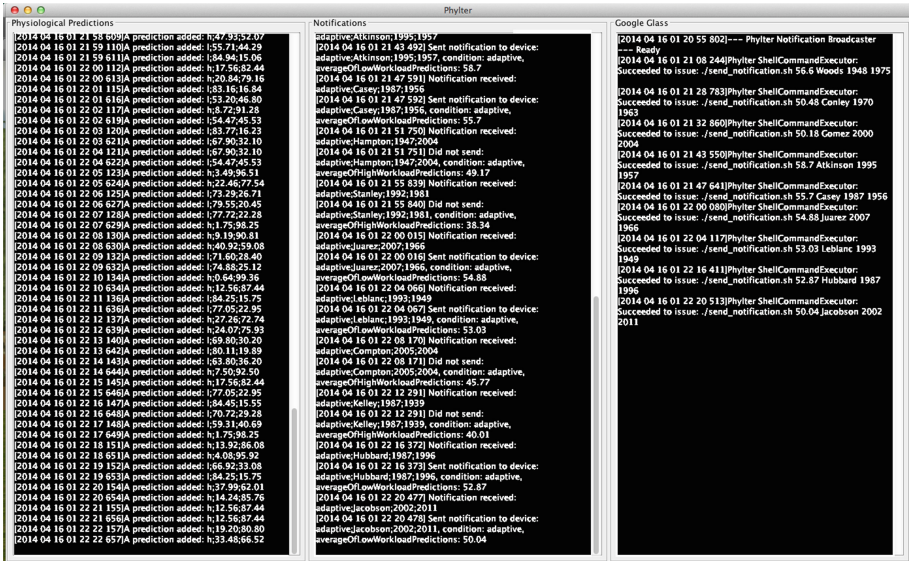 Phylter
Physiological Predictions
[2014 04 16 01 21 58 609]A prediction added: h;47.93;52.07
[2014 04 16 01 21 59 110]A prediction added: l;55.71;44.29
[2014 04 16 01 21 59 611]A prediction added: l;84.94;15.06
[2014 04 16 01 22 00 112]A prediction added: h;17.56;82.44
[2014 04 16 01 22 00 613]A prediction added: h;20.84;79.16
[2014 04 16 01 22 01 115]A prediction added: l;83.16;16.84
[2014 04 16 01 22 01 616]A prediction added: l;53.20;46.80
[2014 04 16 01 22 02 117]A prediction added: h;8.72;91.28
[2014 04 16 01 22 02 619]A prediction added: l;54.47;45.53
[2014 04 16 01 22 03 120]A prediction added: l;83.77;16.23
[2014 04 16 01 22 03 621]A prediction added: l;67.90;32.10
[2014 04 16 01 22 04 121]A prediction added: l;67.90;32.10
[2014 04 16 01 22 04 622]A prediction added: l;54.47;45.53
[2014 04 16 01 22 05 123]A prediction added: h;3.49;96.51
[2014 04 16 01 22 05 624]A prediction added: h;22.46;77.54
[2014 04 16 01 22 06 125]A prediction added: l;73.29;26.71
[2014 04 16 01 22 06 627]A prediction added: l;79.55;20.45
[2014 04 16 01 22 07 128]A prediction added: l;77.72;22.28
[2014 04 16 01 22 07 629]A prediction added: h;1.75;98.25
[2014 04 16 01 22 08 130]A prediction added: h;9.19;90.81
[2014 04 16 01 22 08 630]A prediction added: h;40.92;59.08
[2014 04 16 01 22 09 132]A prediction added: l;71.60;28.40
[2014 04 16 01 22 09 632]A prediction added: l;74.88;25.12
[2014 04 16 01 22 10 134]A prediction added: h;0.64;99.36
[2014 04 16 01 22 10 634]A prediction added: h;12.56;87.44
[2014 04 16 01 22 11 136]A prediction added: l;84.25;15.75
[2014 04 16 01 22 11 636]A prediction added: l;77.05;22.95
[2014 04 16 01 22 12 137]A prediction added: h;27.26;72.74
[2014 04 16 01 22 12 639]A prediction added: h;24.07;75.93
[2014 04 16 01 22 13 140]A prediction added: l;69.80;30.20
[2014 04 16 01 22 13 642]A prediction added: l;80.11;19.89
[2014 04 16 01 22 14 143]A prediction added: l;63.80;36.20
[2014 04 16 01 22 14 644]A prediction added: h;7.50;92.50
[2014 04 16 01 22 15 145]A prediction added: h;17.56;82.44
[2014 04 16 01 22 15 646]A prediction added: l;77.05;22.95
[2014 04 16 01 22 16 147]A prediction added: l;84.45;15.55
[2014 04 16 01 22 16 648]A prediction added: l;70.72;29.28
[2014 04 16 01 22 17 148]A prediction added: l;59.31;40.69
[2014 04 16 01 22 17 649]A prediction added: h;1.75;98.25
[2014 04 16 01 22 18 151]A prediction added: h;13.92;86.08
[2014 04 16 01 22 18 651]A prediction added: h;4.08;95.92
[2014 04 16 01 22 19 152]A prediction added: l;66.92;33.08
[2014 04 16 01 22 19 653]A prediction added: l;84.25;15.75
[2014 04 16 01 22 20 154]A prediction added: h;37.99;62.01
[2014 04 16 01 22 20 654]A prediction added: h;14.24;85.76
[2014 04 16 01 22 21 155]A prediction added: h;12.56;87.44
[2014 04 16 01 22 21 656]A prediction added: h;12.56;87.44
[2014 04 16 01 22 22 157]A prediction added: h;19.20;80.80
[2014 04 16 01 22 22 657]A prediction added: h;33.48;66.52
Notifications
adaptive;Atkinson;1995;1957
[2014 04 16 01 21 43 492] Sent notification to device:
adaptive;Atkinson;1995;1957, condition: adaptive,
averageOfLowWorkloadPredictions: 58.7
[2014 04 16 01 21 47 591] Notification received:
adaptive;Casey;1987;1956
[2014 04 16 01 21 47 592] Sent notification to device:
adaptive;Casey;1987;1956, condition: adaptive,
averageOfLowWorkloadPredictions: 55.7
[2014 04 16 01 21 51 750] Notification received:
adaptive;Hampton;1947;2004
[2014 04 16 01 21 51 751] Did not send:
adaptive;Hampton;1947;2004, condition: adaptive,
averageOfHighWorkloadPredictions: 49.17
[2014 04 16 01 21 55 839] Notification received:
adaptive;Stanley;1992;1981
[2014 04 16 01 21 55 840] Did not send:
adaptive;Stanley;1992;1981, condition: adaptive,
averageOfHighWorkloadPredictions: 38.34
[2014 04 16 01 22 00 015] Notification received:
adaptive;Juarez;2007;1966
[2014 04 16 01 22 00 016] Sent notification to device:
adaptive;Juarez;2007;1966, condition: adaptive,
averageOfLowWorkloadPredictions: 54.88
[2014 04 16 01 22 04 066] Notification received:
adaptive;Leblanc;1993;1949
[2014 04 16 01 22 04 067] Sent notification to device:
adaptive;Leblanc;1993;1949, condition: adaptive,
averageOfLowWorkloadPredictions: 53.03
[2014 04 16 01 22 08 170] Notification received:
adaptive;Compton;2005;2004
[2014 04 16 01 22 08 171] Did not send:
adaptive;Compton;2005;2004, condition: adaptive,
averageOfHighWorkloadPredictions: 45.77
[2014 04 16 01 22 12 291] Notification received:
adaptive;Kelley;1987;1939
[2014 04 16 01 22 12 291] Did not send:
adaptive;Kelley;1987;1939, condition: adaptive,
averageOfHighWorkloadPredictions: 40.01
[2014 04 16 01 22 16 372] Notification received:
adaptive;Hubbard;1987;1996
[2014 04 16 01 22 16 373] Sent notification to device:
adaptive;Hubbard;1987;1996, condition: adaptive,
averageOfLowWorkloadPredictions: 52.87
[2014 04 16 01 22 20 477] Notification received:
adaptive;Jacobson;2002;2011
[2014 04 16 01 22 20 478] Sent notification to device:
adaptive;Jacobson;2002;2011, condition: adaptive,
averageOfLowWorkloadPredictions: 50.04
Google Glass
[2014 04 16 01 20 55 802]--- Phylter Notification Broadcaster
--- Ready
[2014 04 16 01 21 08 244]Phylter ShellCommandExecutor:
Succeeded to issue: ./send_notification.sh 56.6 Woods 1948 1975
[2014 04 16 01 21 28 783]Phylter ShellCommandExecutor:
Succeeded to issue: ./send_notification.sh 50.48 Conley 1970
1963
[2014 04 16 01 21 32 860]Phylter ShellCommandExecutor:
Succeeded to issue: ./send_notification.sh 50.18 Gomez 2000
2004
[2014 04 16 01 21 43 550]Phylter ShellCommandExecutor:
Succeeded to issue: ./send_notification.sh 58.7 Atkinson 1995
1957
[2014 04 16 01 21 47 641]Phylter ShellCommandExecutor:
Succeeded to issue: ./send_notification.sh 55.7 Casey 1987 1956
[2014 04 16 01 22 00 080]Phylter ShellCommandExecutor:
Succeeded to issue: ./send_notification.sh 54.88 Juarez 2007
1966
[2014 04 16 01 22 04 117]Phylter ShellCommandExecutor:
Succeeded to issue: ./send_notification.sh 53.03 Leblanc 1993
1949
[2014 04 16 01 22 16 411]Phylter ShellCommandExecutor:
Succeeded to issue: ./send_notification.sh 52.87 Hubbard 1987
1996
[2014 04 16 01 22 20 513]Phylter ShellCommandExecutor:
Succeeded to issue: ./send_notification.sh 50.04 Jacobson 2002
2011